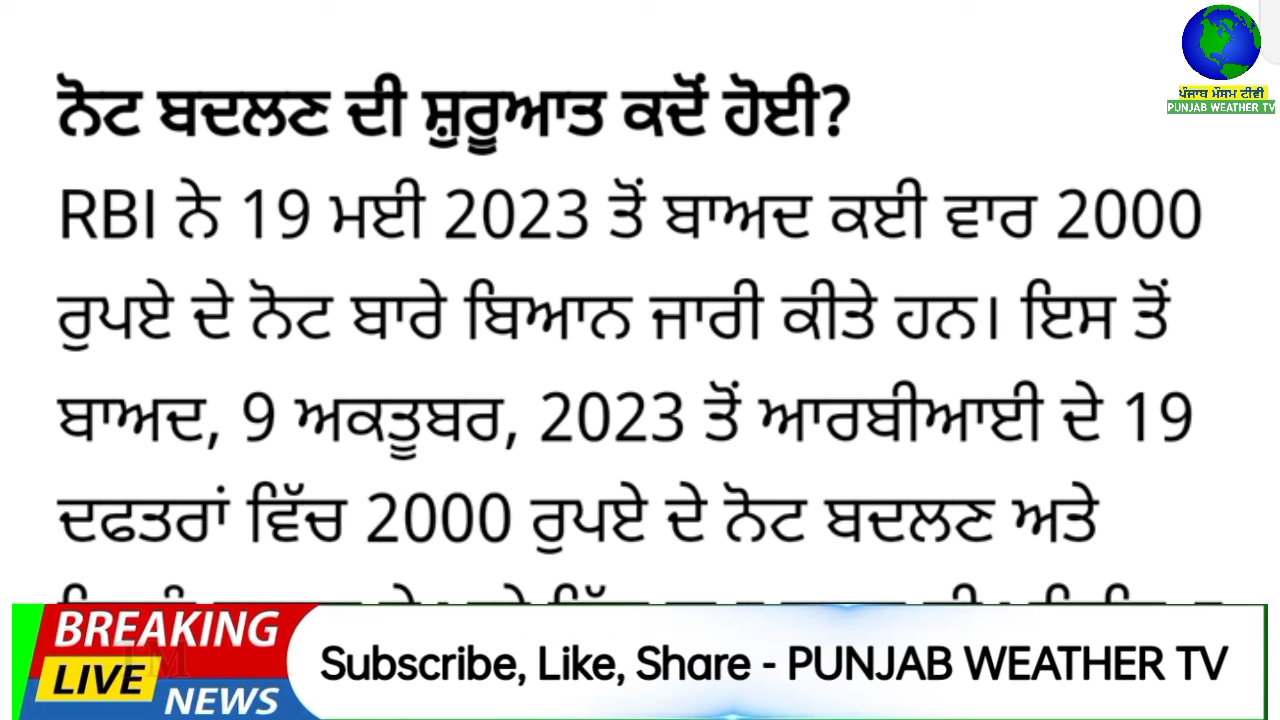 ਪੰਜਾਬ ਮੌਸਮ ਟੀਵੀ
PUNJAB WEATHER TV
ਨੋਟ ਬਦਲਣ ਦੀ ਸ਼ੁਰੂਆਤ ਕਦੋਂ ਹੋਈ?
RBI ਨੇ 19 ਮਈ 2023 ਤੋਂ ਬਾਅਦ ਕਈ ਵਾਰ 2000
ਰੁਪਏ ਦੇ ਨੋਟ ਬਾਰੇ ਬਿਆਨ ਜਾਰੀ ਕੀਤੇ ਹਨ। ਇਸ ਤੋਂ
ਬਾਅਦ, 9 ਅਕਤੂਬਰ, 2023 ਤੋਂ ਆਰਬੀਆਈ ਦੇ 19
ਦਫਤਰਾਂ ਵਿੱਚ 2000 ਰੁਪਏ ਦੇ ਨੋਟ ਬਦਲਣ ਅਤੇ
BREAKING
LIVE
NEWS
Subscribe, Like, Share - PUNJAB WEATHER TV